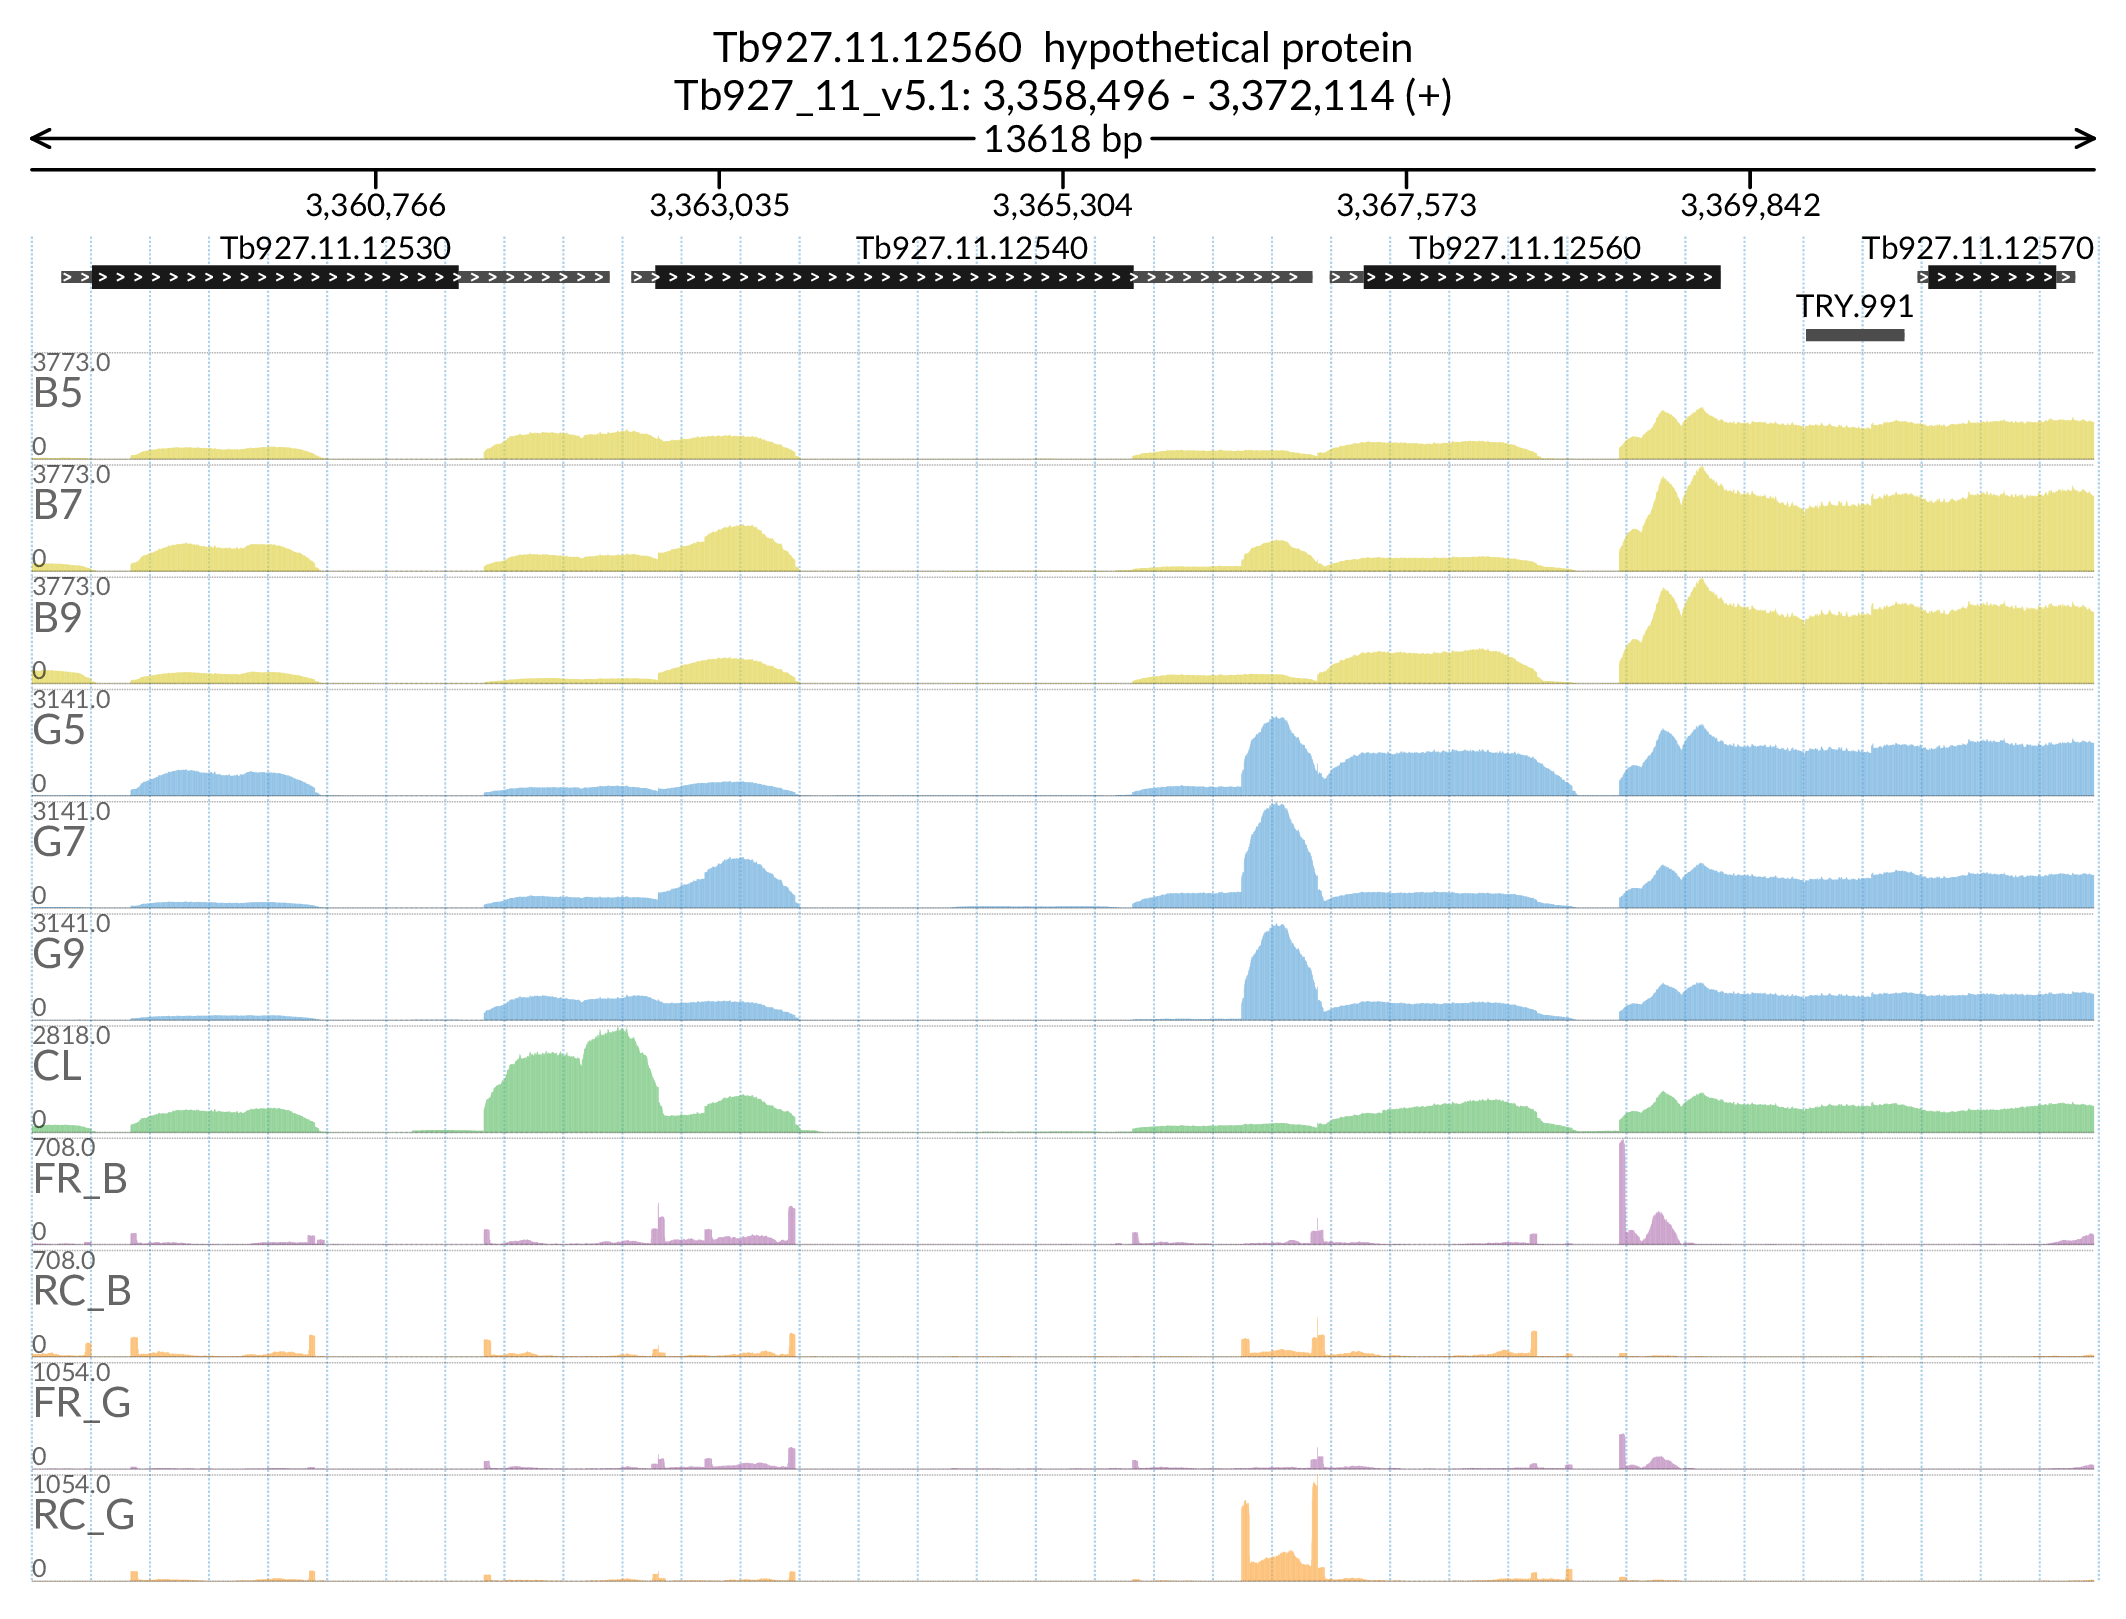 Tb927.11.12560  hypothetical protein
Tb927_11_v5.1: 3,358,496 - 3,372,114 (+)
13618 bp
3,360,766 3,363,035 3,365,304 3,367,573 3,369,842
Tb927.11.12530 Tb927.11.12540 Tb927.11.12560 Tb927.11.12570
TRY.991
3773.0
B5
0
3773.0
B7
0
3773.0
B9
0
3141.0
G5
0
3141.0
G7
0
3141.0
G9
0
2818.0
CL
0
708.0
FR_B
0
708.0
RC_B
0
1054.0
FR_G
0
1054.0
RC_G
0